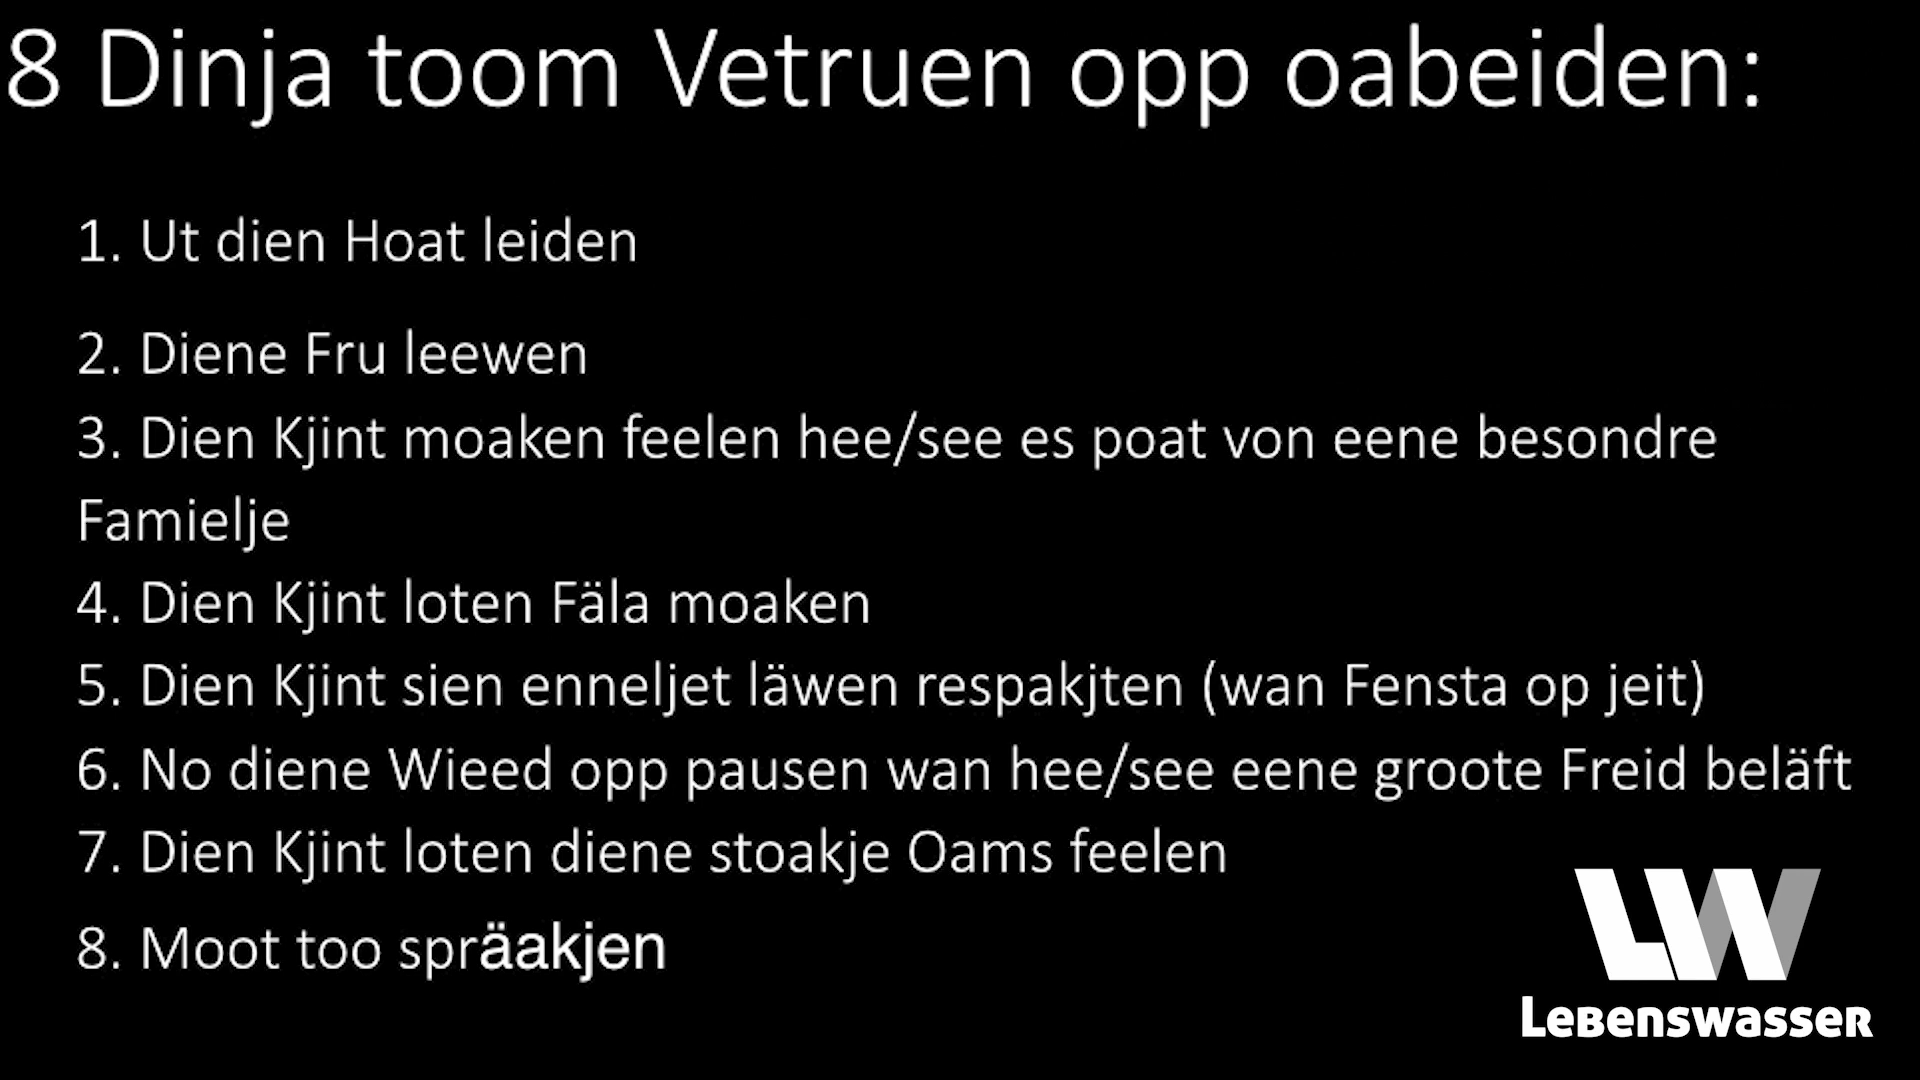 8 Dinja toom Vetruen opp oabeiden:
1. Ut dien Hoat leiden
2. Diene Fru leewen
3. Dien Kjint moaken feelen hee/see es poat von eene besondre
Famielje
4. Dien Kjint loten Fäla moaken
5. Dien Kjint sien enneljet läwen respakjten (wan Fensta op jeit)
6. No diene Wieed opp pausen wan hee/see eene groote Freid beläft
7. Dien Kjint loten diene stoakje Oams feelen
8. Moot too spräakjen
LW
Lebenswasser